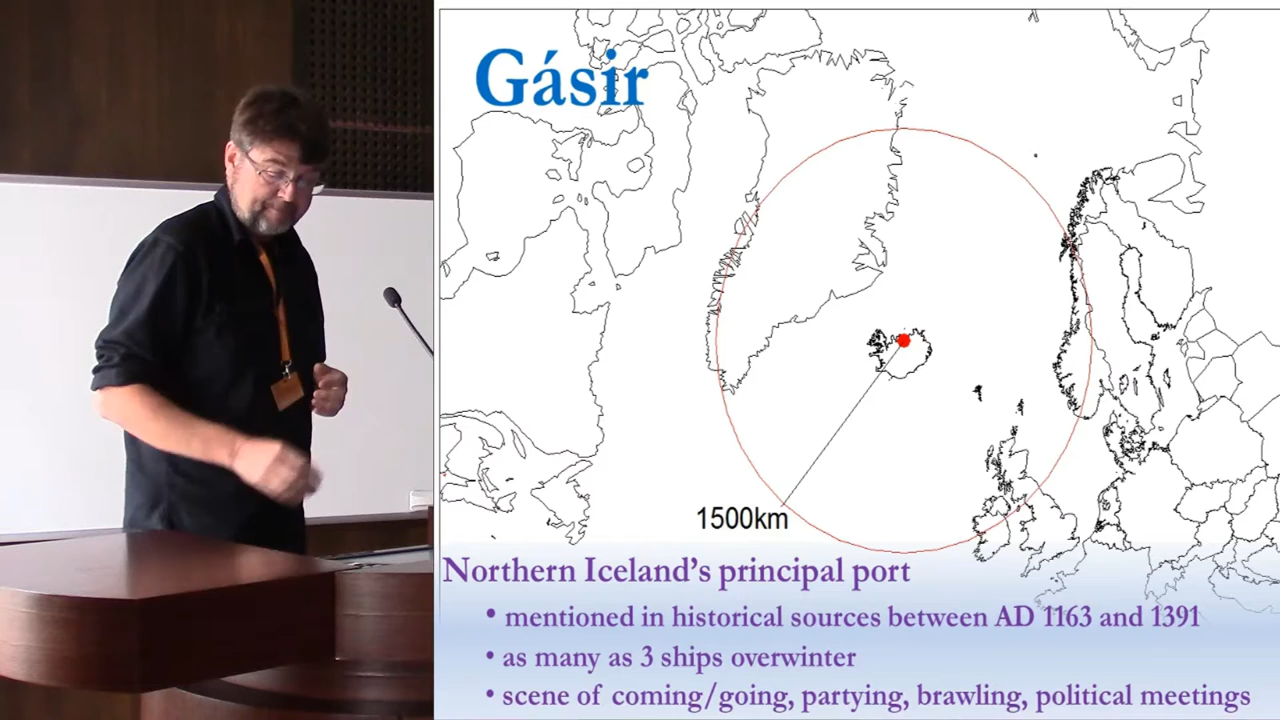 Gásir
1500km
Northern Iceland's principal port
• mentioned in historical sources between AD 1163 and 1391
• as many as 3 ships overwinter
• scene of coming/going, partying, brawling, political meetings